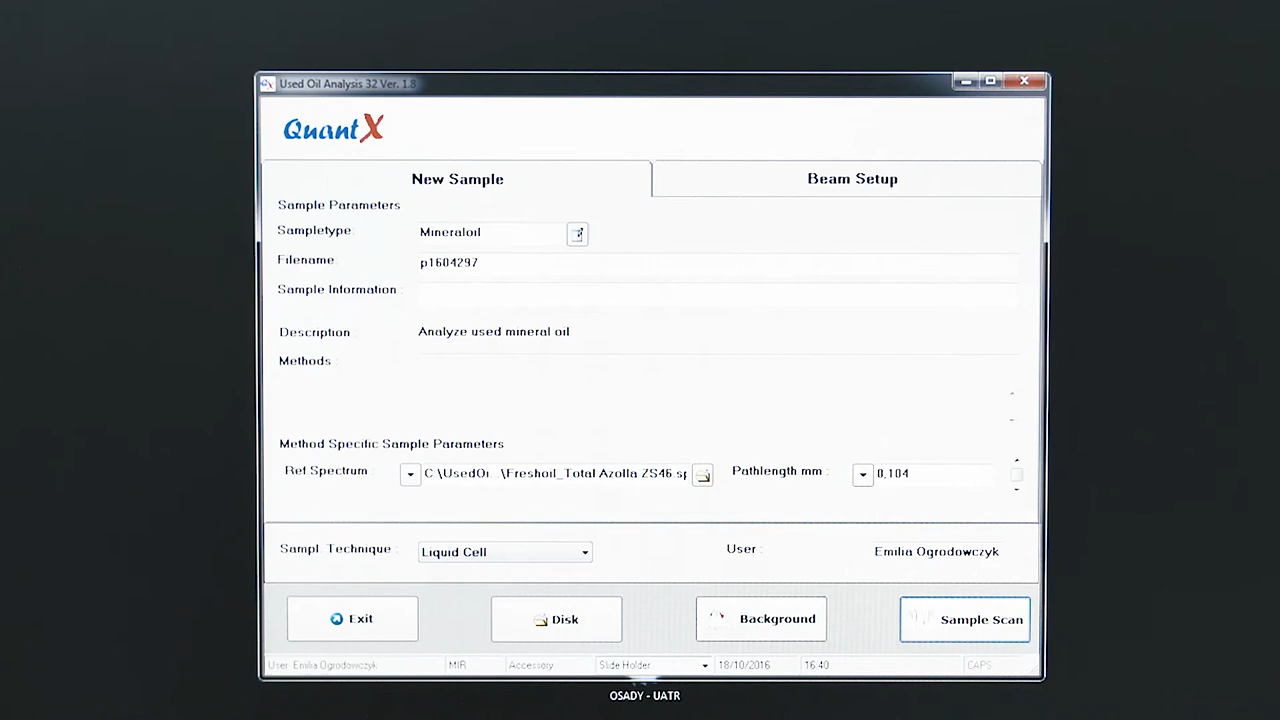 Used Oil Analysis 32 Ver. 1.8
QuantX
New Sample
Beam Setup
Sample Parameters
Sampletype:
Mineraloil
Filename:
p1604297
Sample Information :
Description :
Analyze used mineral oil
Methods :
Method Specific Sample Parameters
Ref Spectrum :
C:\UsedOi...\Freshoil_Total Azolla ZS46 sp
Pathlength mm :
0,104
Sampl. Technique :
Liquid Cell
User :
Emilia Ogrodowczyk
Exit
Disk
Background
Sample Scan
User: Emilia Ogrodowczyk
MIR
Accessory
Slide Holder
18/10/2016
16:40
CAPS
OSADY - UATR